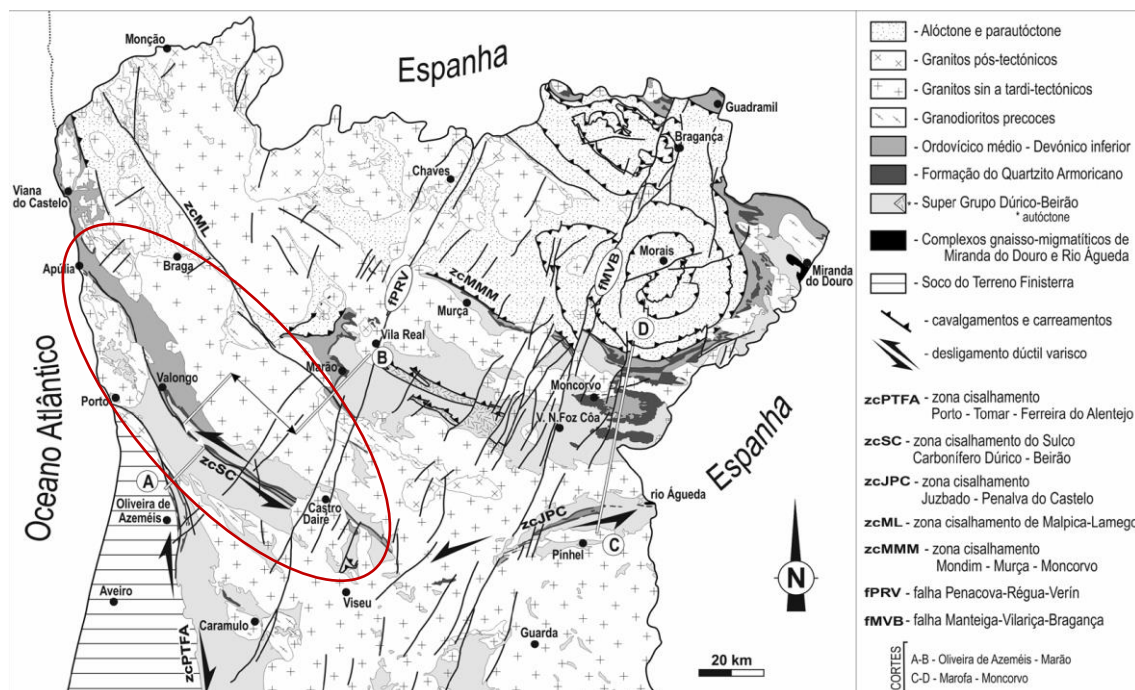 Espanha
Monção
Guadramil
Bragança
Chaves
Viana
do Castelo
zcML
Braga
Apúlia
fPRV
zcMMM
Murça
fMVB
Morais
Miranda
do Douro
Vila Real
B
D
Marão
Valongo
Porto
Moncorvo
V. N.Foz Côa
Espanha
Oceano Atlântico
A
zcSC
Oliveira de
Azeméis
Castro
Daire
rio Águeda
zcJPC
Pinhel
C
Aveiro
Viseu
N
Caramulo
Guarda
zcPTFA
20 km
- Alóctone e parautóctone
- Granitos pós-tectónicos
- Granitos sin a tardi-tectónicos
- Granodioritos precoces
- Ordovícico médio - Devónico inferior
- Formação do Quartzito Armoricano
- Super Grupo Dúrico-Beirão
* autóctone
- Complexos gnaisso-migmatíticos de
Miranda do Douro e Rio Águeda
- Soco do Terreno Finisterra
- cavalgamentos e carreamentos
- desligamento dúctil varisco
zcPTFA - zona cisalhamento
Porto - Tomar - Ferreira do Alentejo
zcSC - zona cisalhamento do Sulco
Carbonífero Dúrico - Beirão
zcJPC - zona cisalhamento
Juzbado - Penalva do Castelo
zcML - zona cisalhamento de Malpica-Lamego
zcMMM - zona cisalhamento
Mondim - Murça - Moncorvo
fPRV - falha Penacova-Régua-Verín
fMVB - falha Manteiga-Vilariça-Bragança
CORTES
A-B - Oliveira de Azeméis - Marão
C-D - Marofa - Moncorvo